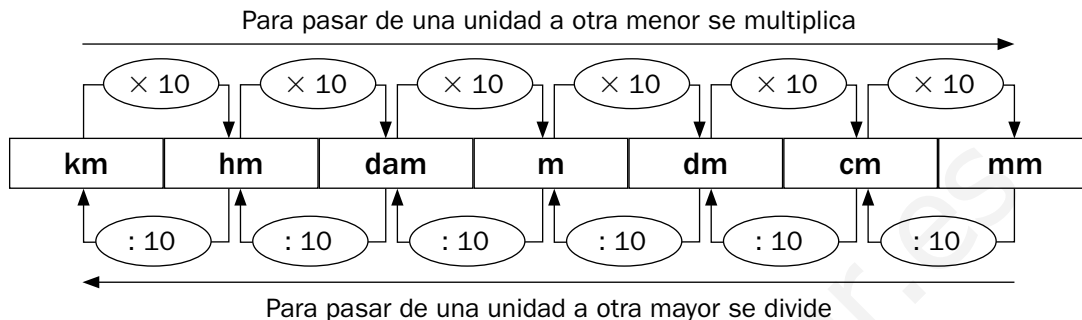 Para pasar de una unidad a otra menor se multiplica
× 10 × 10 × 10 × 10 × 10 × 10
km hm dam m dm cm mm
: 10 : 10 : 10 : 10 : 10 : 10
Para pasar de una unidad a otra mayor se divide